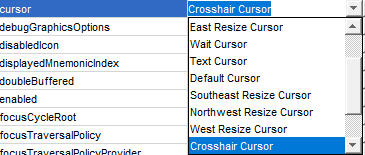 cursor Crosshair Cursor
debugGraphicsOptions
disabledIcon
displayedMnemonicIndex
doubleBuffered
enabled
focusCycleRoot
focusTraversalPolicy
focusTraversalPolicyProvider
East Resize Cursor
Wait Cursor
Text Cursor
Default Cursor
Southeast Resize Cursor
Northwest Resize Cursor
West Resize Cursor
Crosshair Cursor